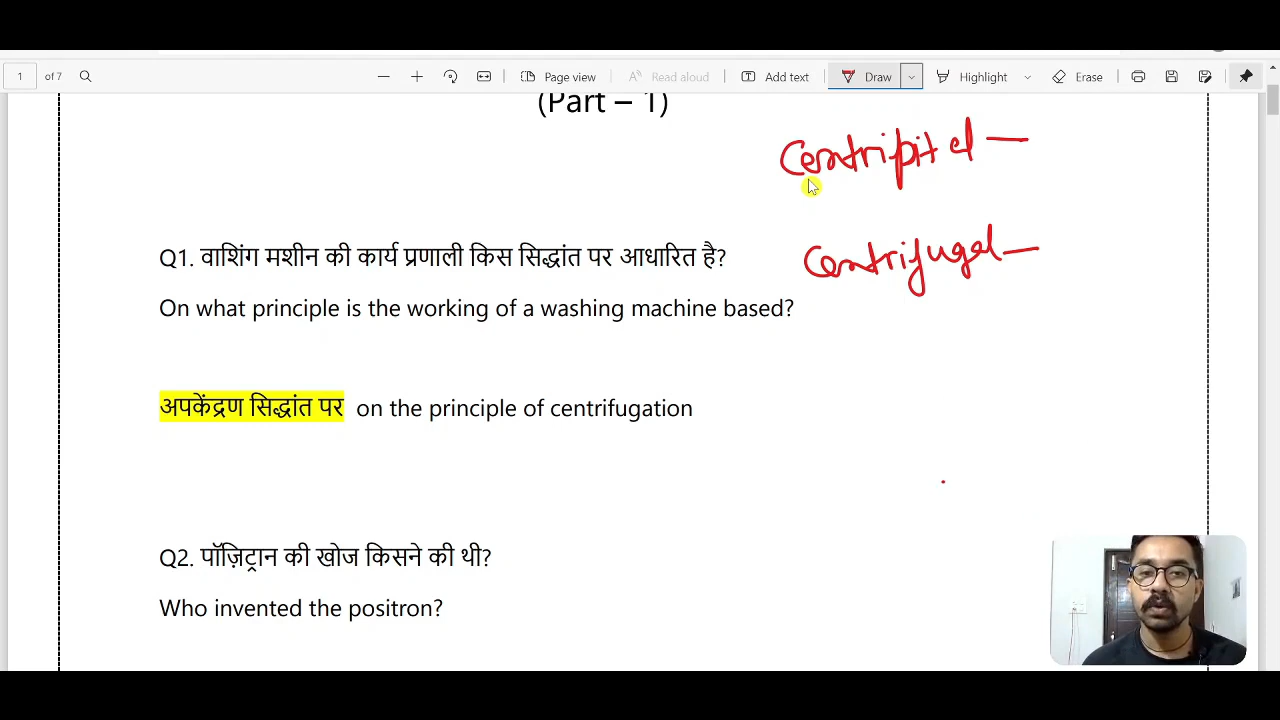 1 of 7 Page view Read aloud Add text Draw Highlight Erase
(Part – 1)
Centripital —
Q1. वाशिंग मशीन की कार्य प्रणाली किस सिद्धांत पर आधारित है?
Centrifugal —
On what principle is the working of a washing machine based?
अपकेंद्रण सिद्धांत पर on the principle of centrifugation
Q2. पॉज़िट्रान की खोज किसने की थी?
Who invented the positron?